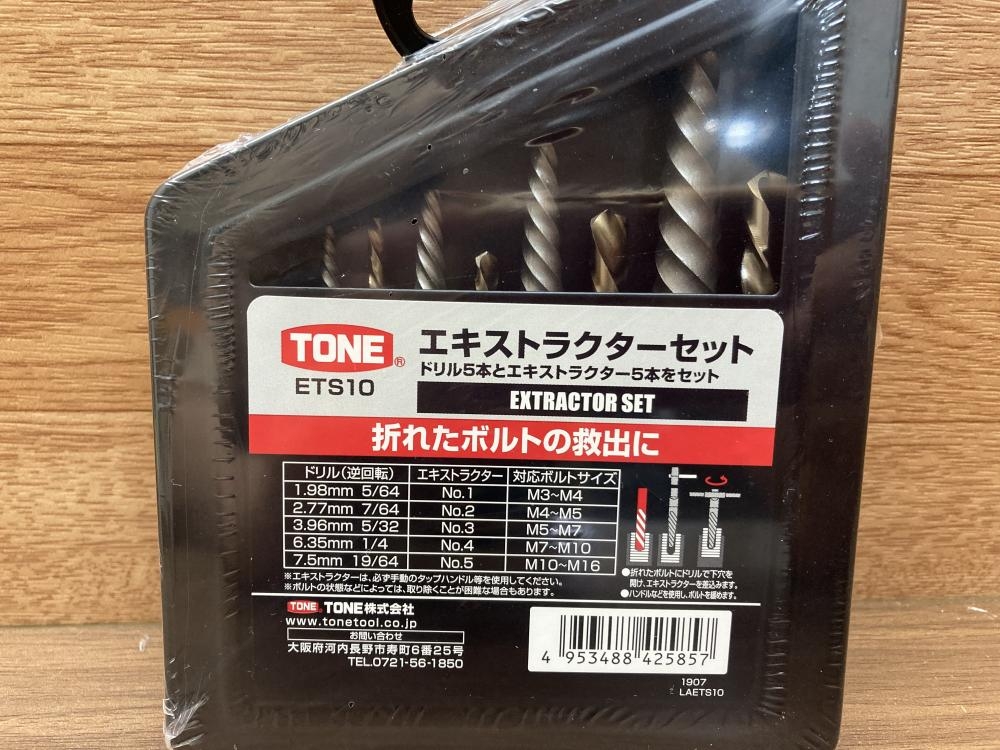 TONE®
ETS10
エキストラクターセット
ドリル5本とエキストラクター5本をセット
EXTRACTOR SET
折れたボルトの救出に
ドリル(逆回転) エキストラクター 対応ボルトサイズ
1.98mm 5/64 No.1 M3~M4
2.77mm 7/64 No.2 M4~M5
3.96mm 5/32 No.3 M5~M7
6.35mm 1/4 No.4 M7~M10
7.5mm 19/64 No.5 M10~M16
※エキストラクターは、必ず手動のタップハンドル等を使用してください。
※ボルトの状態などによっては、取り除くことが困難な場合もあります。
●折れたボルトにドリルで下穴を
開け、エキストラクターを差込みます。
●ハンドルなどを使用し、ボルトを緩めます。
TONE TONE株式会社
www.tonetool.co.jp
お問い合わせ
大阪府河内長野市寿町6番25号
TEL.0721-56-1850
4 953488 425857
1907
LAETS10